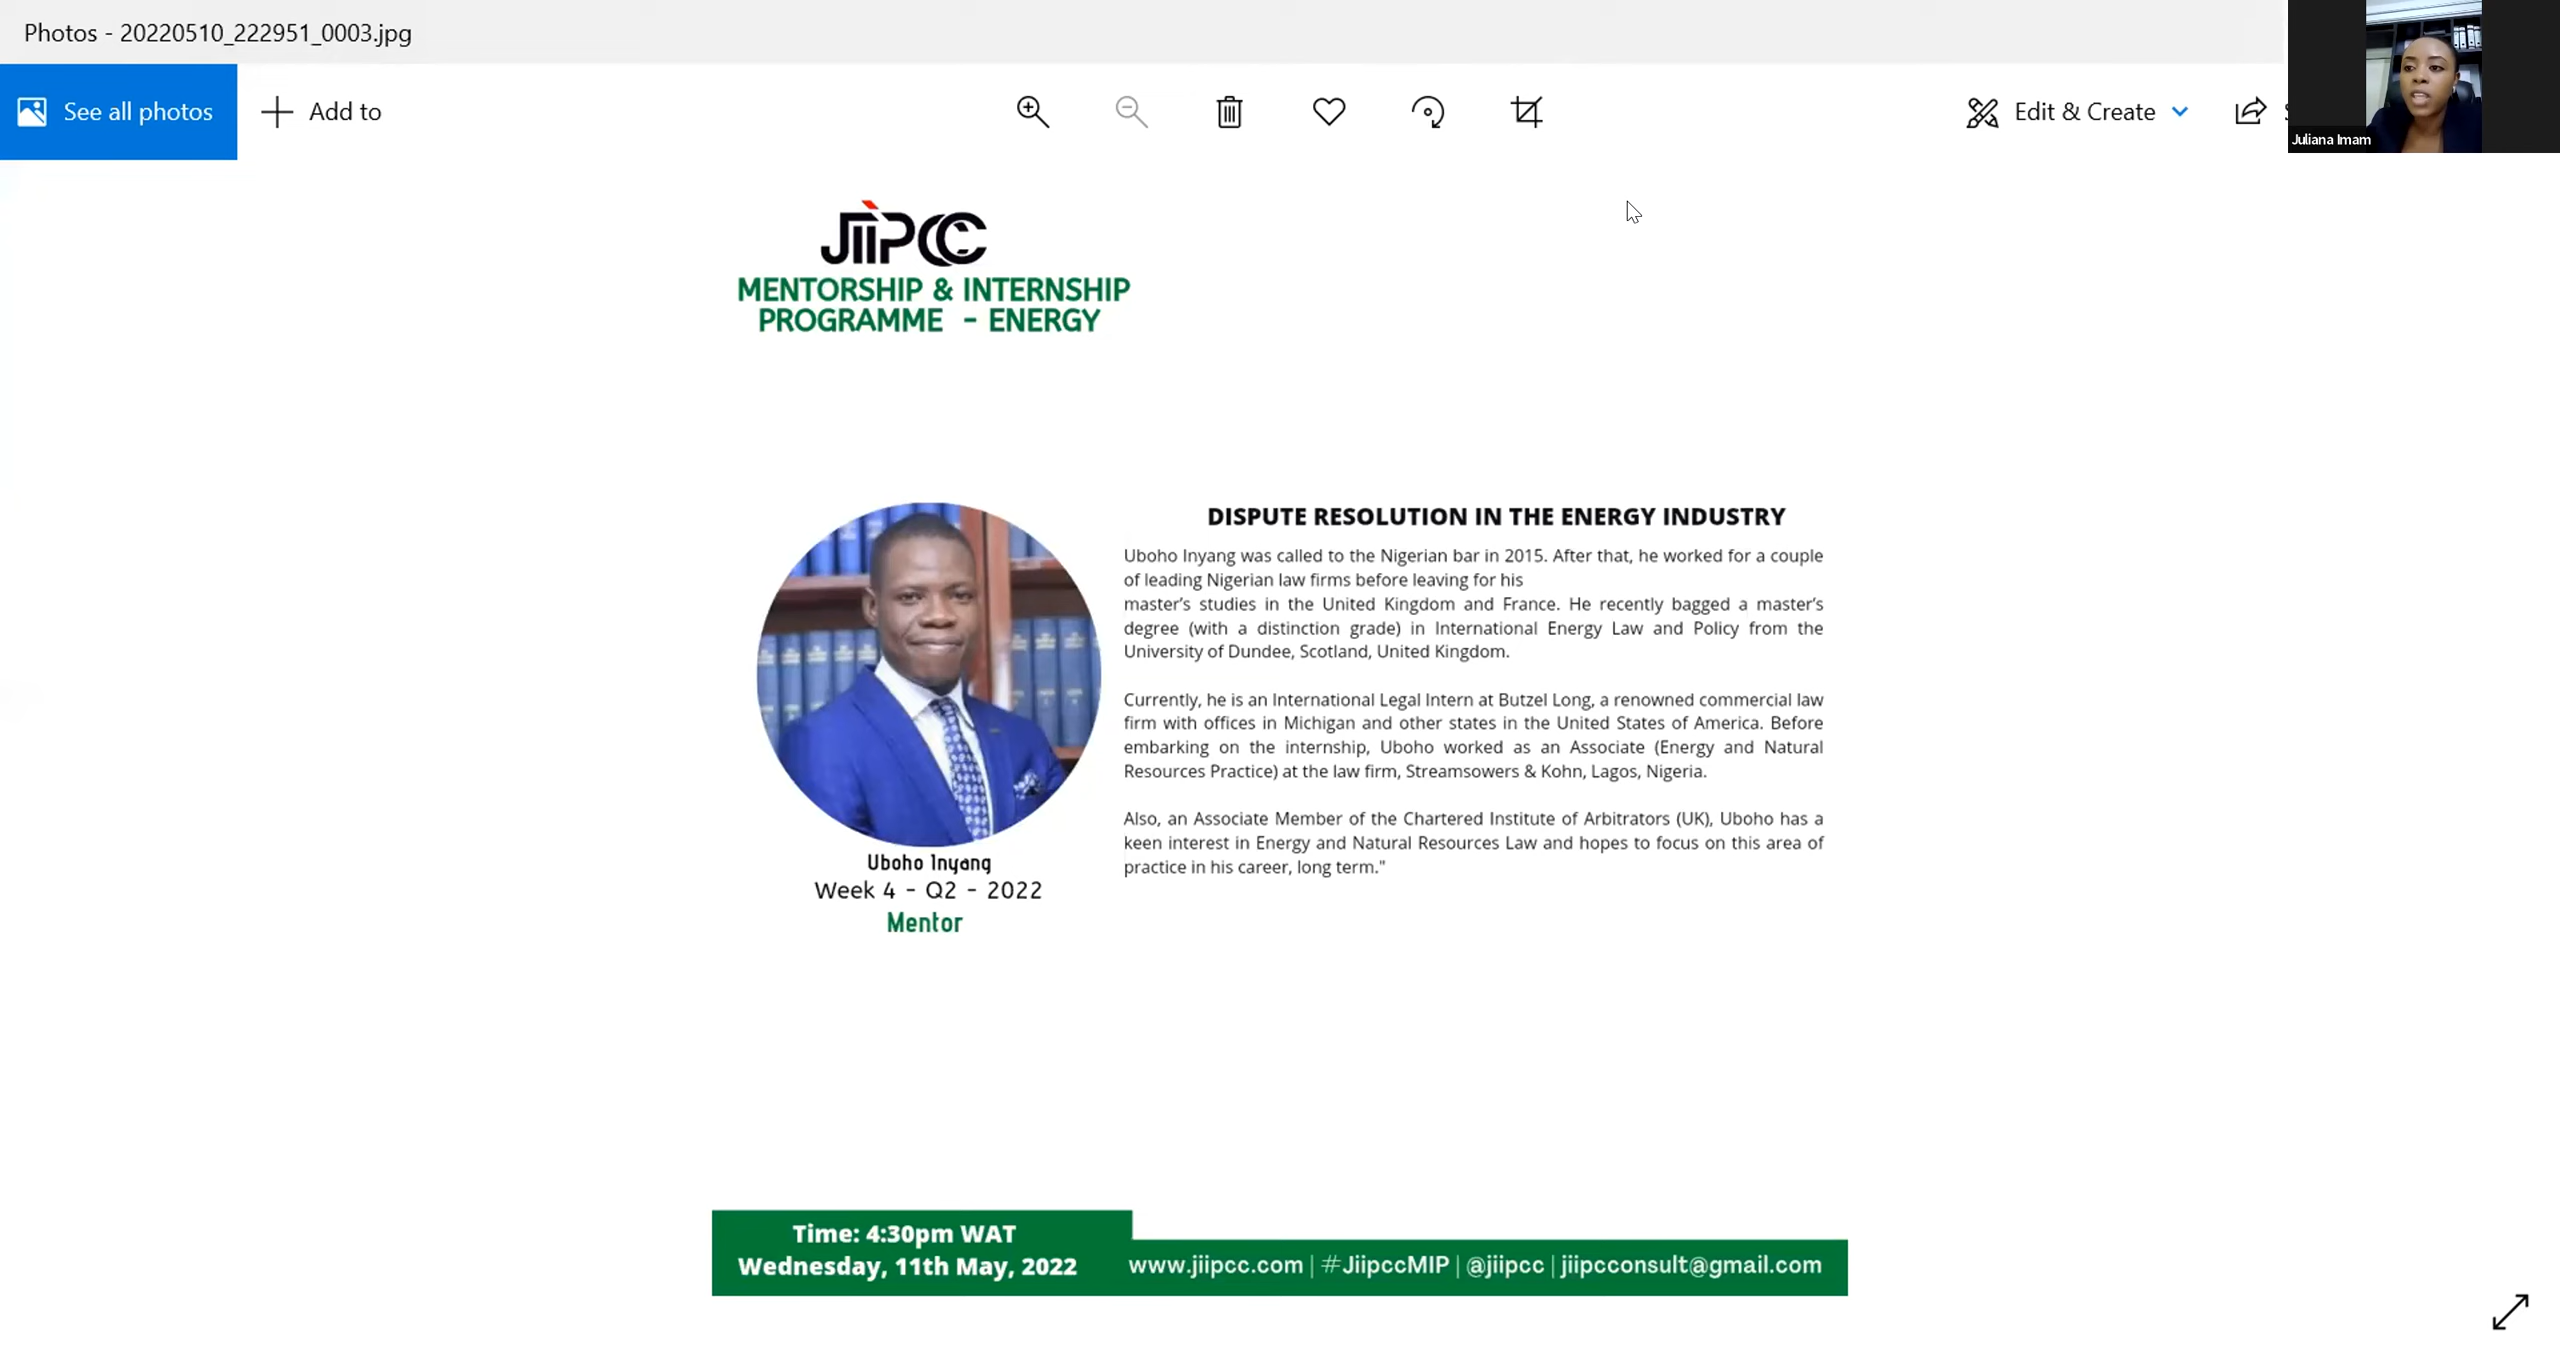 Photos - 20220510_222951_0003.jpg
See all photos
Add to
Edit & Create
Juliana Imam
JiiPCC
MENTORSHIP & INTERNSHIP
PROGRAMME - ENERGY
DISPUTE RESOLUTION IN THE ENERGY INDUSTRY
Uboho Inyang was called to the Nigerian bar in 2015. After that, he worked for a couple
of leading Nigerian law firms before leaving for his
master's studies in the United Kingdom and France. He recently bagged a master's
degree (with a distinction grade) in International Energy Law and Policy from the
University of Dundee, Scotland, United Kingdom.
Currently, he is an International Legal Intern at Butzel Long, a renowned commercial law
firm with offices in Michigan and other states in the United States of America. Before
embarking on the internship, Uboho worked as an Associate (Energy and Natural
Resources Practice) at the law firm, Streamsowers & Kohn, Lagos, Nigeria.
Also, an Associate Member of the Chartered Institute of Arbitrators (UK), Uboho has a
keen interest in Energy and Natural Resources Law and hopes to focus on this area of
practice in his career, long term."
Uboho Inyang
Week 4 - Q2 - 2022
Mentor
Time: 4:30pm WAT
Wednesday, 11th May, 2022
www.jiipcc.com | #JiipccMIP | @jiipcc | jiipcconsult@gmail.com